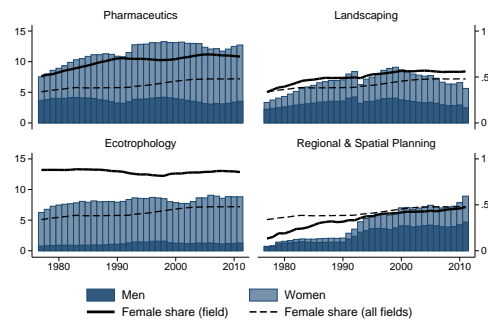 Pharmaceutics
Landscaping
15
10
5
0
1
.5
0
Ecotrophology
Regional & Spatial Planning
15
10
5
0
1
.5
0
1980 1990 2000 2010
1980 1990 2000 2010
Men Women
Female share (field) Female share (all fields)